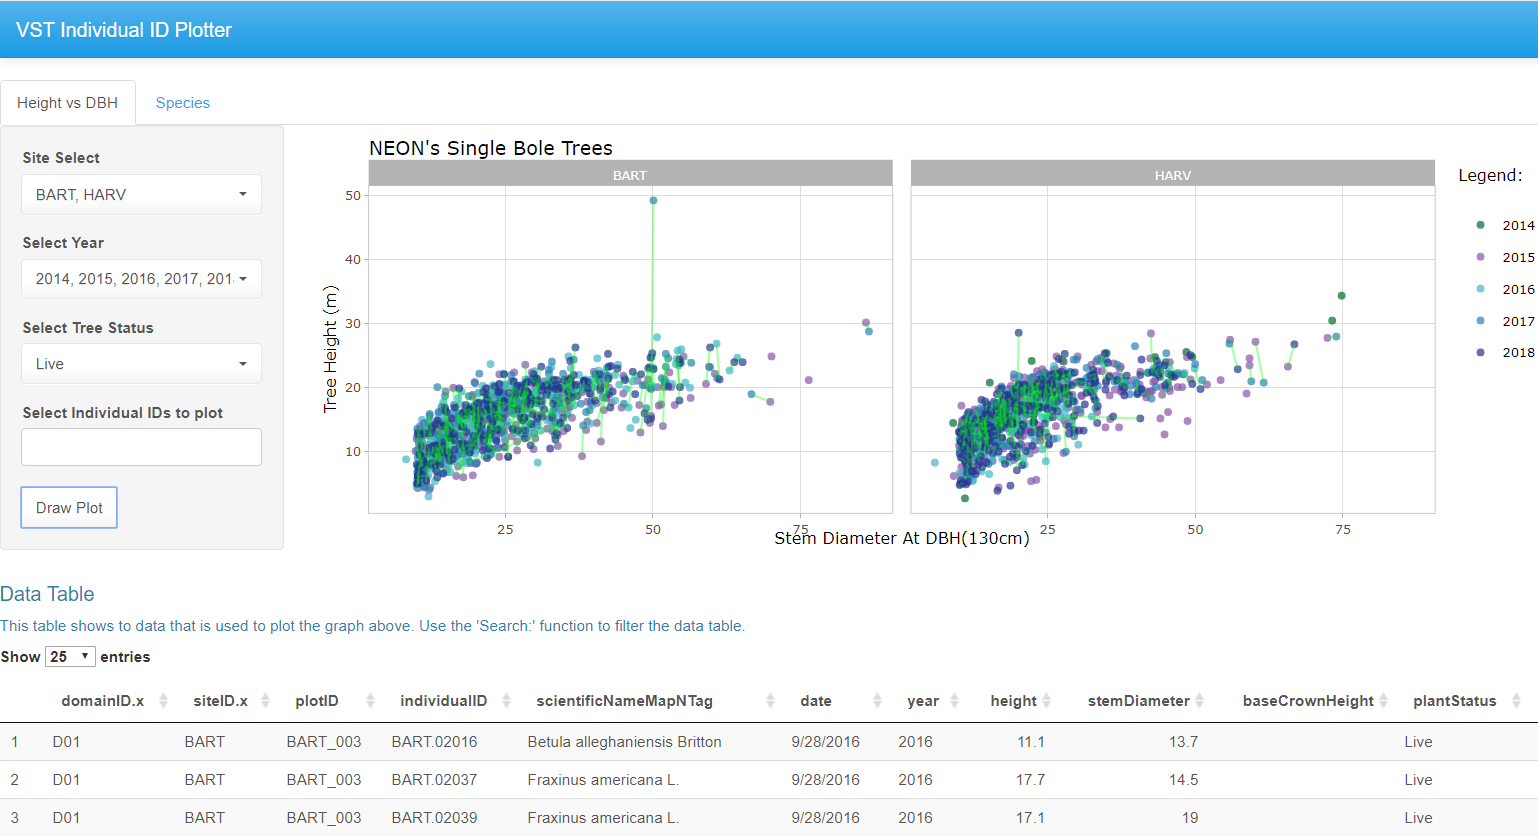 VST Individual ID Plotter
Height vs DBH Species
Site Select
BART, HARV
Select Year
2014, 2015, 2016, 2017, 201
Select Tree Status
Live
Select Individual IDs to plot
Draw Plot
NEON's Single Bole Trees
BART HARV
Tree Height (m)
50
40
30
20
10
25 50 75 25 50 75
Stem Diameter At DBH(130cm)
Legend:
2014
2015
2016
2017
2018
Data Table
This table shows to data that is used to plot the graph above. Use the 'Search:' function to filter the data table.
Show 25 entries
domainID.x siteID.x plotID individualID scientificNameMapNTag date year height stemDiameter baseCrownHeight plantStatus
1 D01 BART BART_003 BART.02016 Betula alleghaniensis Britton 9/28/2016 2016 11.1 13.7 Live
2 D01 BART BART_003 BART.02037 Fraxinus americana L. 9/28/2016 2016 17.7 14.5 Live
3 D01 BART BART_003 BART.02039 Fraxinus americana L. 9/28/2016 2016 17.1 19 Live